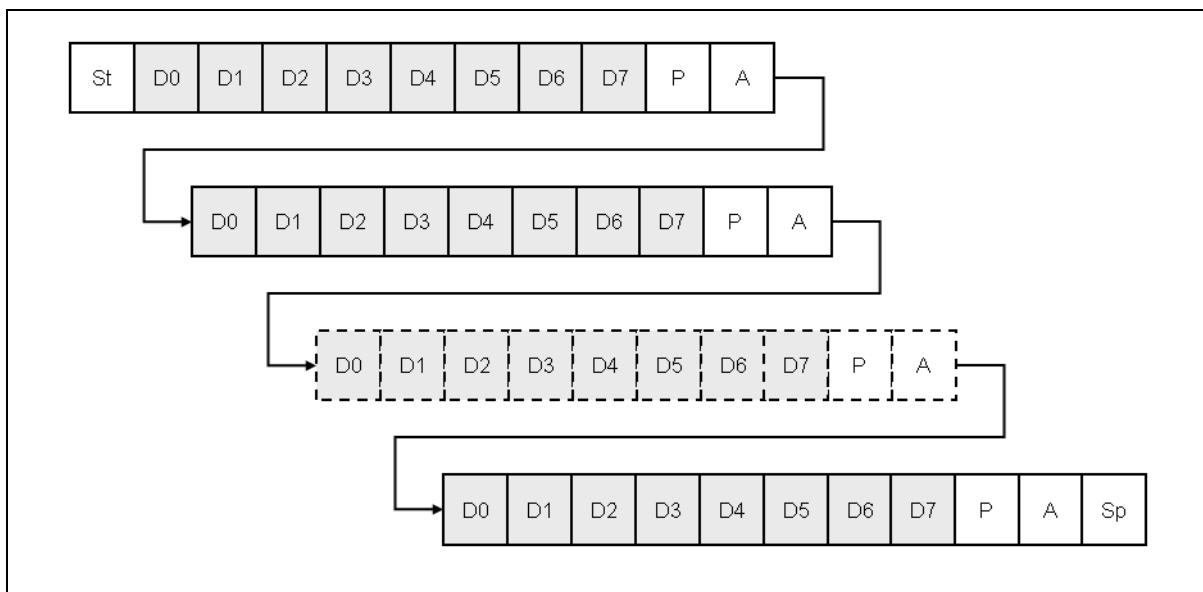 St D0 D1 D2 D3 D4 D5 D6 D7 P A
D0 D1 D2 D3 D4 D5 D6 D7 P A
D0 D1 D2 D3 D4 D5 D6 D7 P A
D0 D1 D2 D3 D4 D5 D6 D7 P A Sp